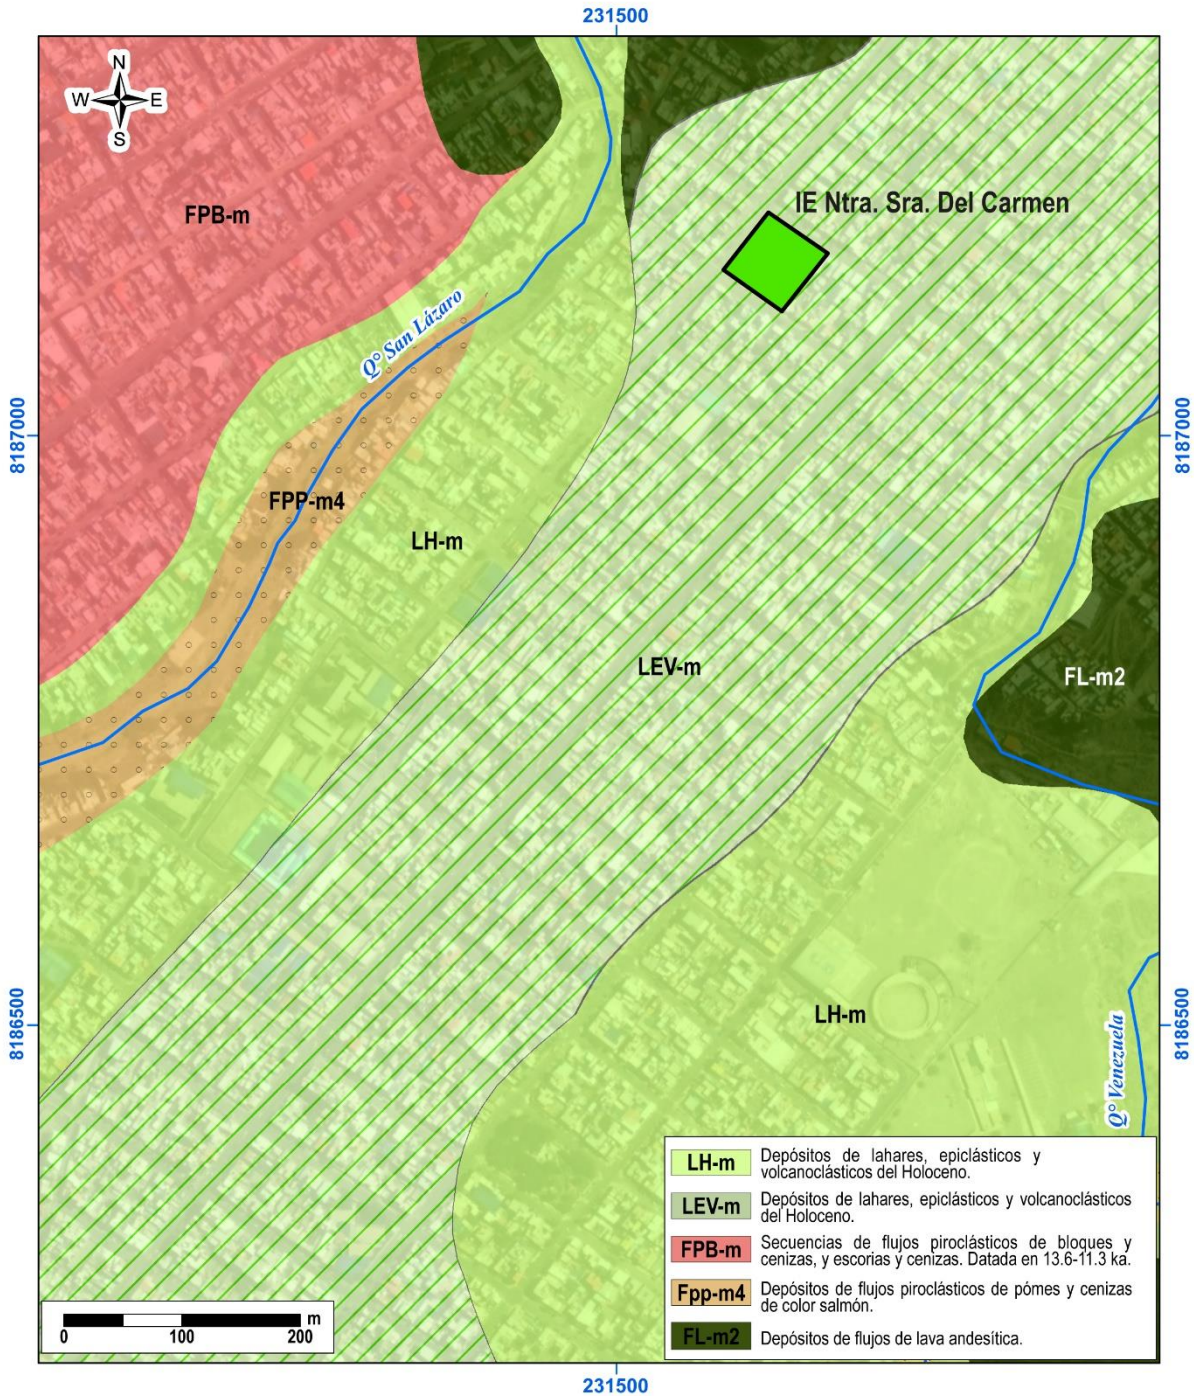 231500
N
W E
S
FPB-m
IE Ntra. Sra. Del Carmen
Qº San Lázaro
8187000
8187000
FPP-m4
LH-m
LEV-m
FL-m2
8186500
LH-m
8186500
Qº Venezuela
LH-m Depósitos de lahares, epiclásticos y
volcanoclásticos del Holoceno.
LEV-m Depósitos de lahares, epiclásticos y volcanoclásticos
del Holoceno.
FPB-m Secuencias de flujos piroclásticos de bloques y
cenizas, y escorias y cenizas. Datada en 13.6-11.3 ka.
Fpp-m4 Depósitos de flujos piroclásticos de pómes y cenizas
de color salmón.
FL-m2 Depósitos de flujos de lava andesítica.
m
0 100 200
231500